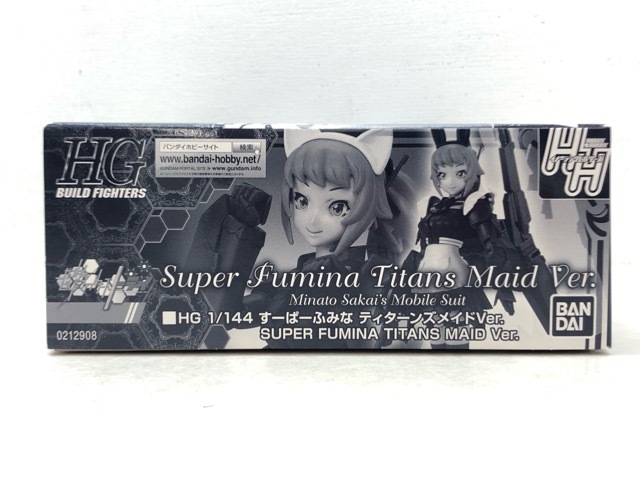 HG
BUILD FIGHTERS
バンダイホビーサイト 検索
www.bandai-hobby.net/
GUNDAM PORTAL SITE www.gundam.info
HH
Super Fumina Titans Maid Ver.
Minato Sakai's Mobile Suit
■HG 1/144 すーぱーふみな ティターンズメイドVer.
SUPER FUMINA TITANS MAID Ver.
0212908
BAN
DAI